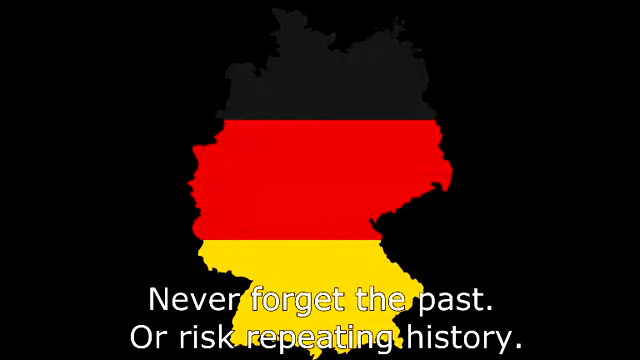 Never forget the past.
Or risk repeating history.